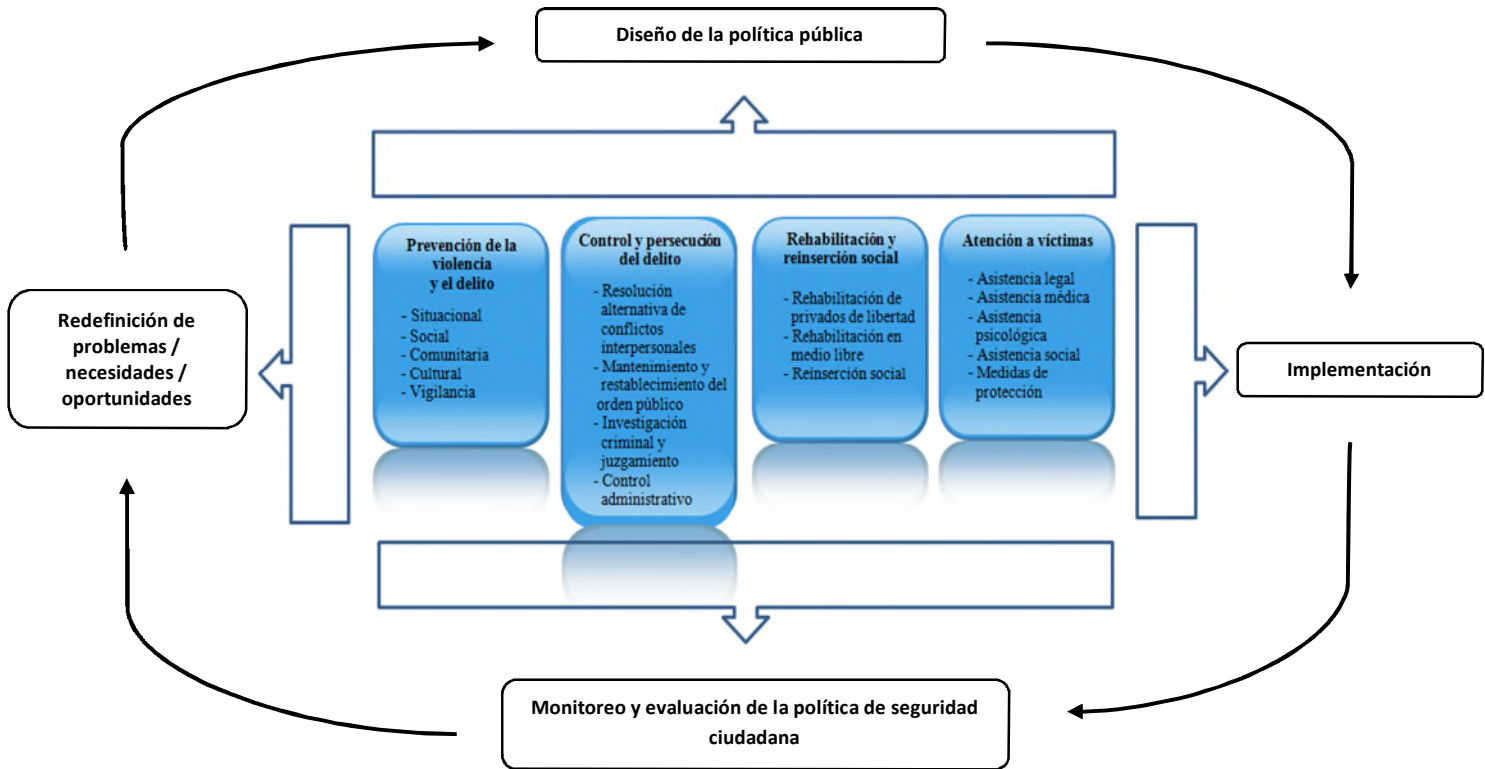 Diseño de la política pública
Redefinición de
problemas /
necesidades /
oportunidades
Prevención de la
violencia
y el delito
- Situacional
- Social
- Comunitaria
- Cultural
- Vigilancia
Control y persecución
del delito
- Resolución
alternativa de
conflictos
interpersonales
- Mantenimiento y
restablecimiento del
orden público
- Investigación
criminal y
juzgamiento
- Control
administrativo
Rehabilitación y
reinserción social
- Rehabilitación de
privados de libertad
- Rehabilitación en
medio libre
- Reinserción social
Atención a víctimas
- Asistencia legal
- Asistencia médica
- Asistencia
psicológica
- Asistencia social
- Medidas de
protección
Implementación
Monitoreo y evaluación de la política de seguridad
ciudadana